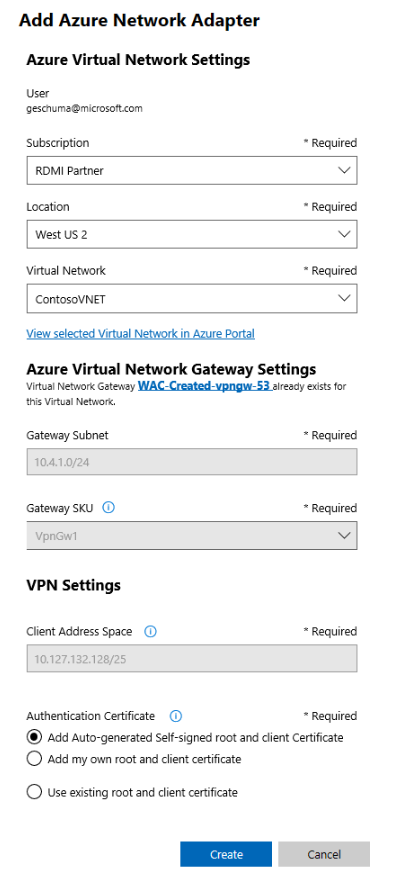 Add Azure Network Adapter
Azure Virtual Network Settings
User
geschuma@microsoft.com
Subscription * Required
RDMI Partner
Location * Required
West US 2
Virtual Network * Required
ContosoVNET
View selected Virtual Network in Azure Portal
Azure Virtual Network Gateway Settings
Virtual Network Gateway WAC-Created-vpngw-53 already exists for
this Virtual Network.
Gateway Subnet * Required
10.4.1.0/24
Gateway SKU * Required
VpnGw1
VPN Settings
Client Address Space * Required
10.127.132.128/25
Authentication Certificate * Required
Add Auto-generated Self-signed root and client Certificate
Add my own root and client certificate
Use existing root and client certificate
Create Cancel